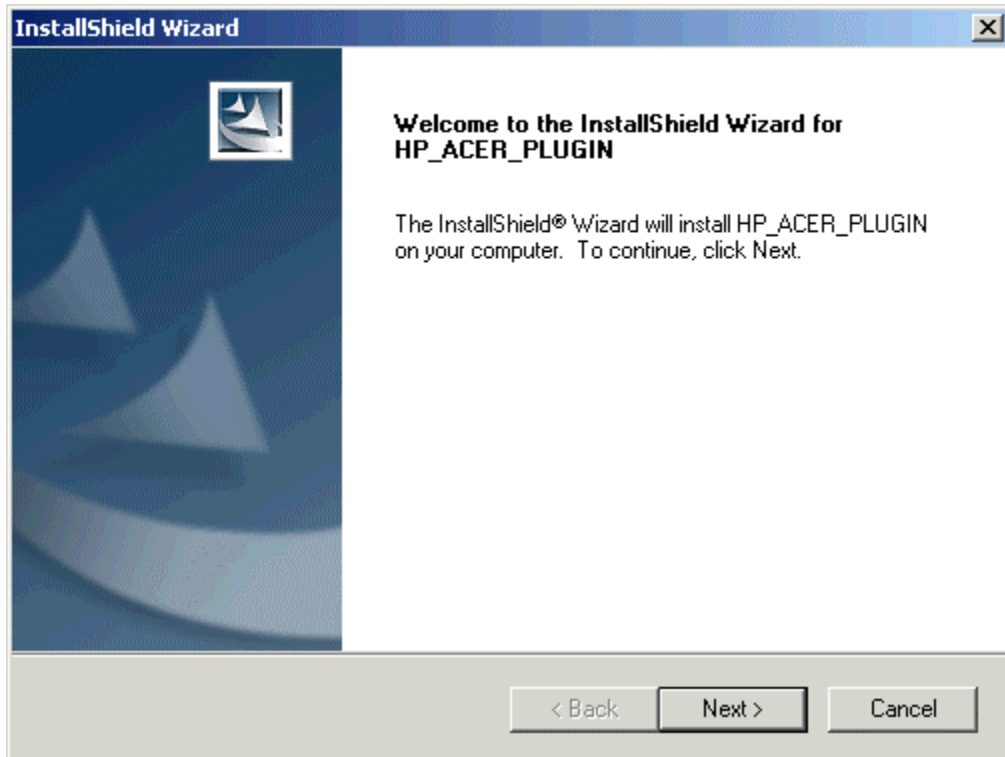 InstallShield Wizard
Welcome to the InstallShield Wizard for
HP_ACER_PLUGIN
The InstallShield® Wizard will install HP_ACER_PLUGIN
on your computer.  To continue, click Next.
< Back
Next >
Cancel